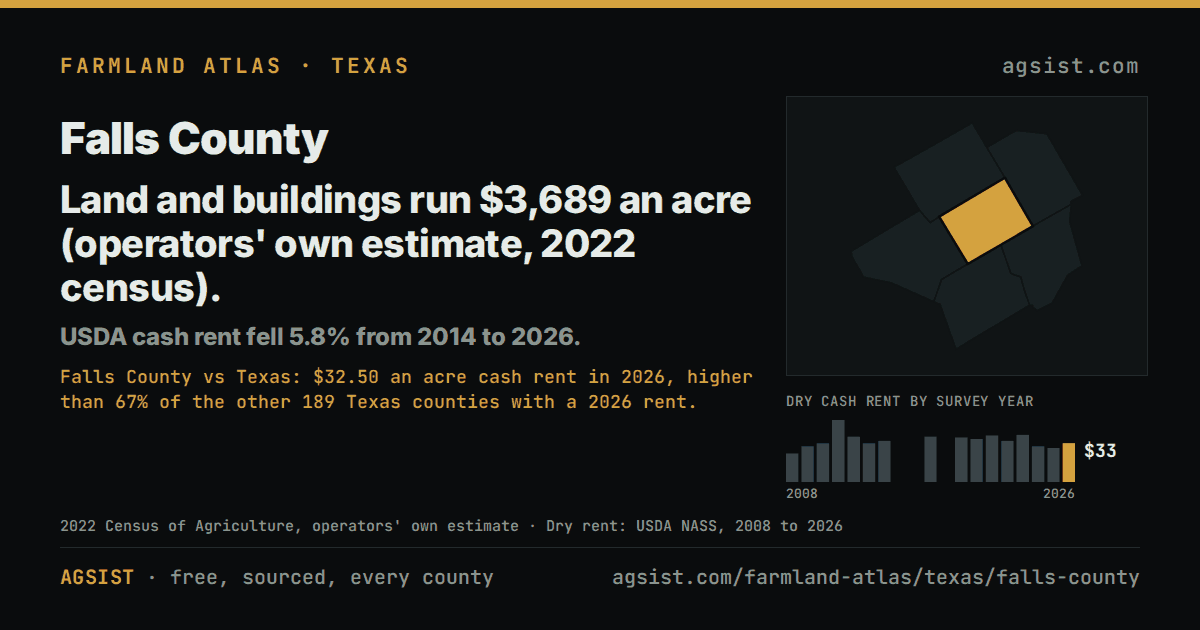 FARMLAND ATLAS · TEXAS
agsist.com
Falls County
Land and buildings run $3,689 an acre
(operators' own estimate, 2022
census).
USDA cash rent fell 5.8% from 2014 to 2026.
Falls County vs Texas: $32.50 an acre cash rent in 2026, higher
than 67% of the other 189 Texas counties with a 2026 rent.
DRY CASH RENT BY SURVEY YEAR
$33
2008
2026
2022 Census of Agriculture, operators' own estimate · Dry rent: USDA NASS, 2008 to 2026
AGSIST · free, sourced, every county
agsist.com/farmland-atlas/texas/falls-county